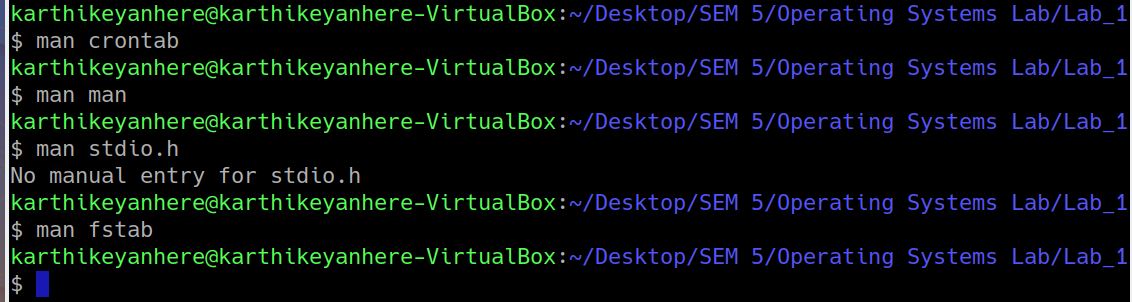 karthikeyanhere@karthikeyanhere-VirtualBox:~/Desktop/SEM 5/Operating Systems Lab/Lab_1
$ man crontab
karthikeyanhere@karthikeyanhere-VirtualBox:~/Desktop/SEM 5/Operating Systems Lab/Lab_1
$ man man
karthikeyanhere@karthikeyanhere-VirtualBox:~/Desktop/SEM 5/Operating Systems Lab/Lab_1
$ man stdio.h
No manual entry for stdio.h
karthikeyanhere@karthikeyanhere-VirtualBox:~/Desktop/SEM 5/Operating Systems Lab/Lab_1
$ man fstab
karthikeyanhere@karthikeyanhere-VirtualBox:~/Desktop/SEM 5/Operating Systems Lab/Lab_1
$